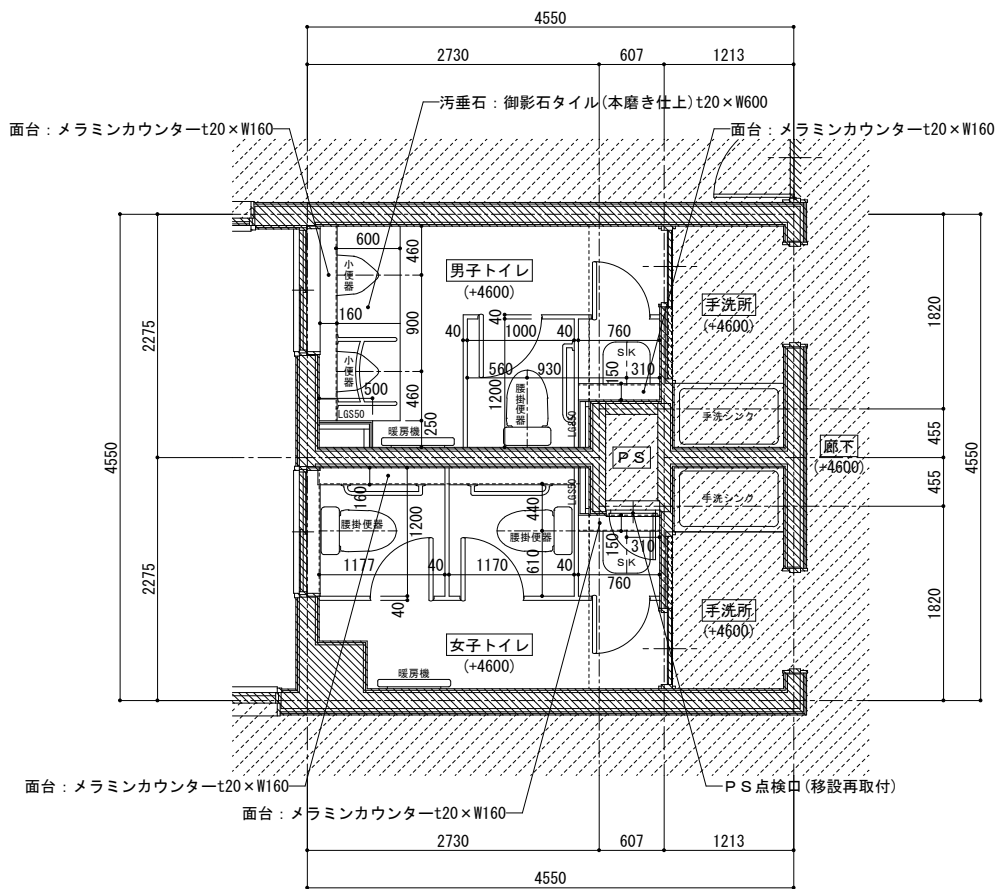 4550
2730 607 1213
汚垂石：御影石タイル(本磨き仕上)t20×W600
面台：メラミンカウンターt20×W160
面台：メラミンカウンターt20×W160
600
460
小便器
男子トイレ
(+4600)
手洗所
(+4600)
160
900
40
40
1000
40
760
2275
1820
小便器
500
460
560
930
SK
150
310
1200
腰掛便器
LGS50
250
暖房機
LGS50
手洗シンク
PS
廊下
(+4600)
455
4550
455
4550
手洗シンク
160
1200
腰掛便器
440
腰掛便器
LGS50
150
310
SK
1177
40
1170
610
40
760
40
2275
1820
女子トイレ
(+4600)
手洗所
(+4600)
暖房機
面台：メラミンカウンターt20×W160
PS点検口(移設再取付)
面台：メラミンカウンターt20×W160
2730 607 1213
4550